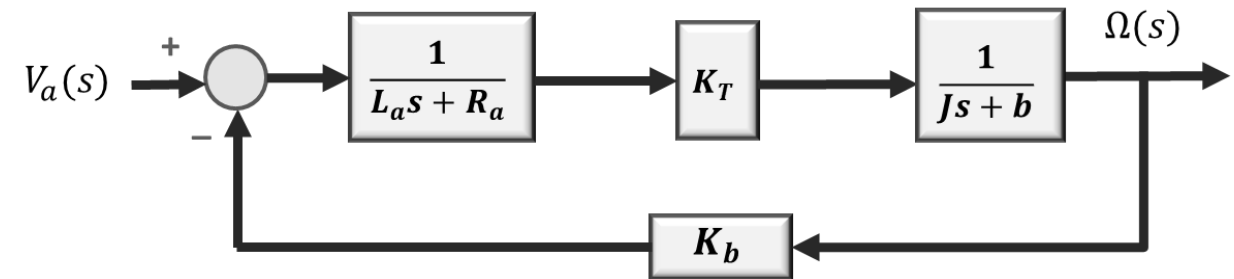 V_a(s)
+
−
1
L_a s + R_a
K_T
1
Js + b
Ω(s)
K_b